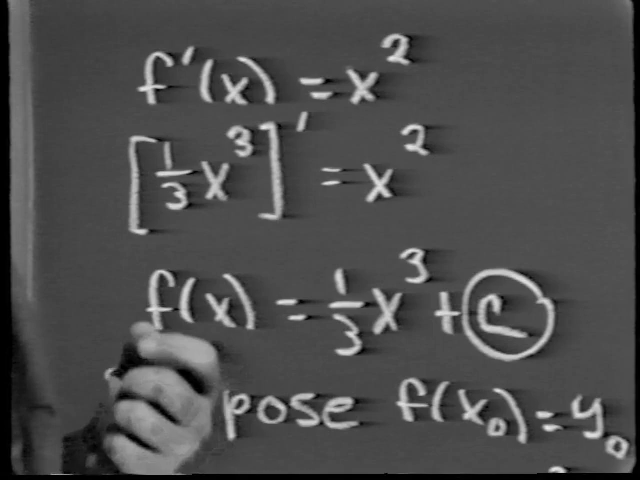 f'(x) = x²
[⅓x³]' = x²
f(x) = ⅓x³ + C
pose f(x₀) = y₀